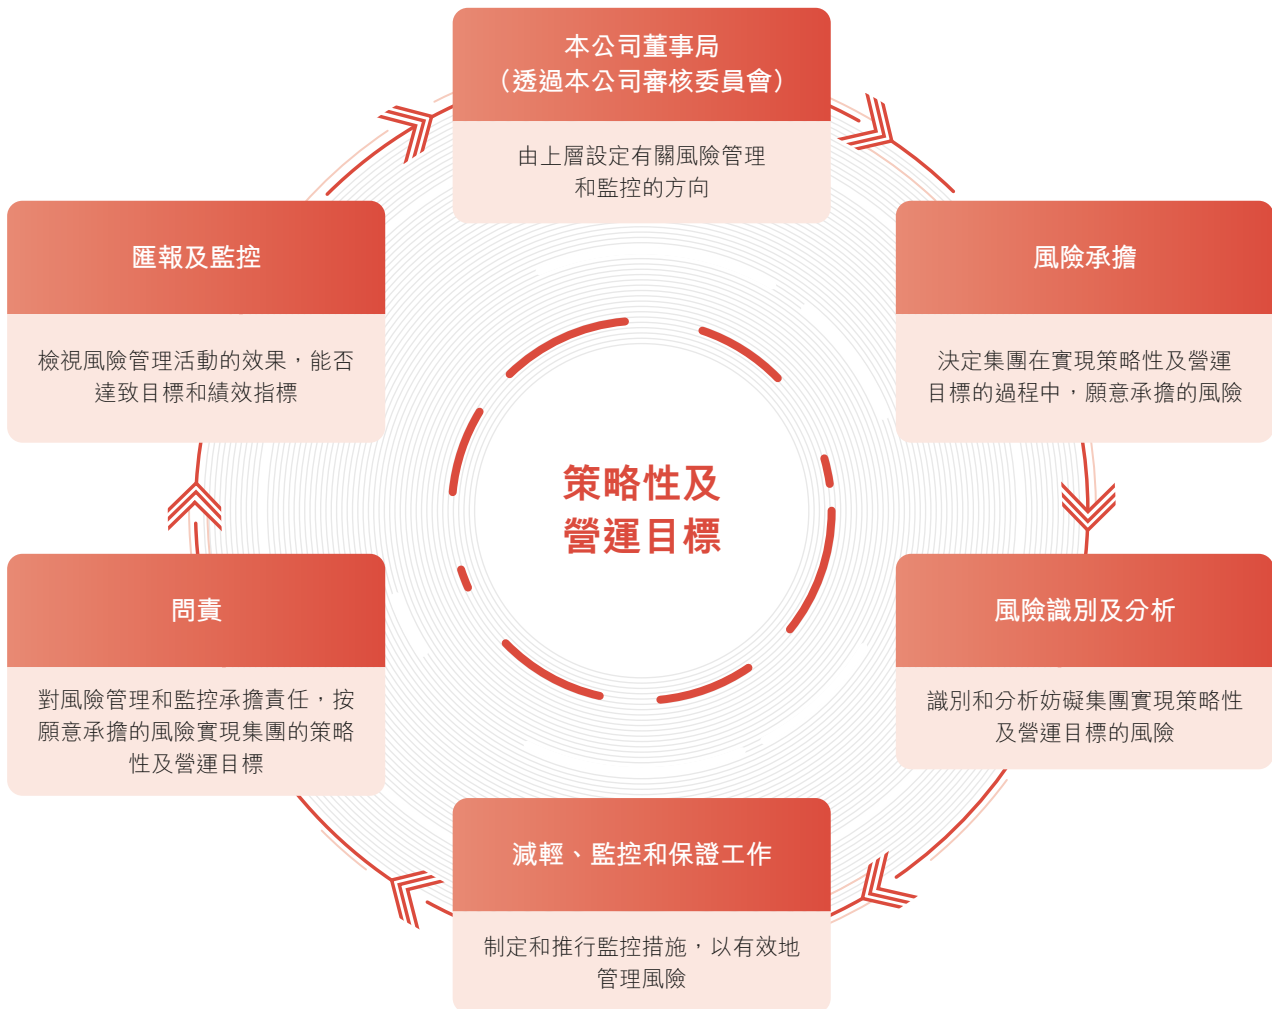 本公司董事局
（透過本公司審核委員會）
由上層設定有關風險管理
和監控的方向
風險承擔
決定集團在實現策略性及營運
目標的過程中，願意承擔的風險
風險識別及分析
識別和分析妨礙集團實現策略性
及營運目標的風險
減輕、監控和保證工作
制定和推行監控措施，以有效地
管理風險
問責
對風險管理和監控承擔責任，按
願意承擔的風險實現集團的策略
性及營運目標
匯報及監控
檢視風險管理活動的效果，能否
達致目標和績效指標
策略性及
營運目標